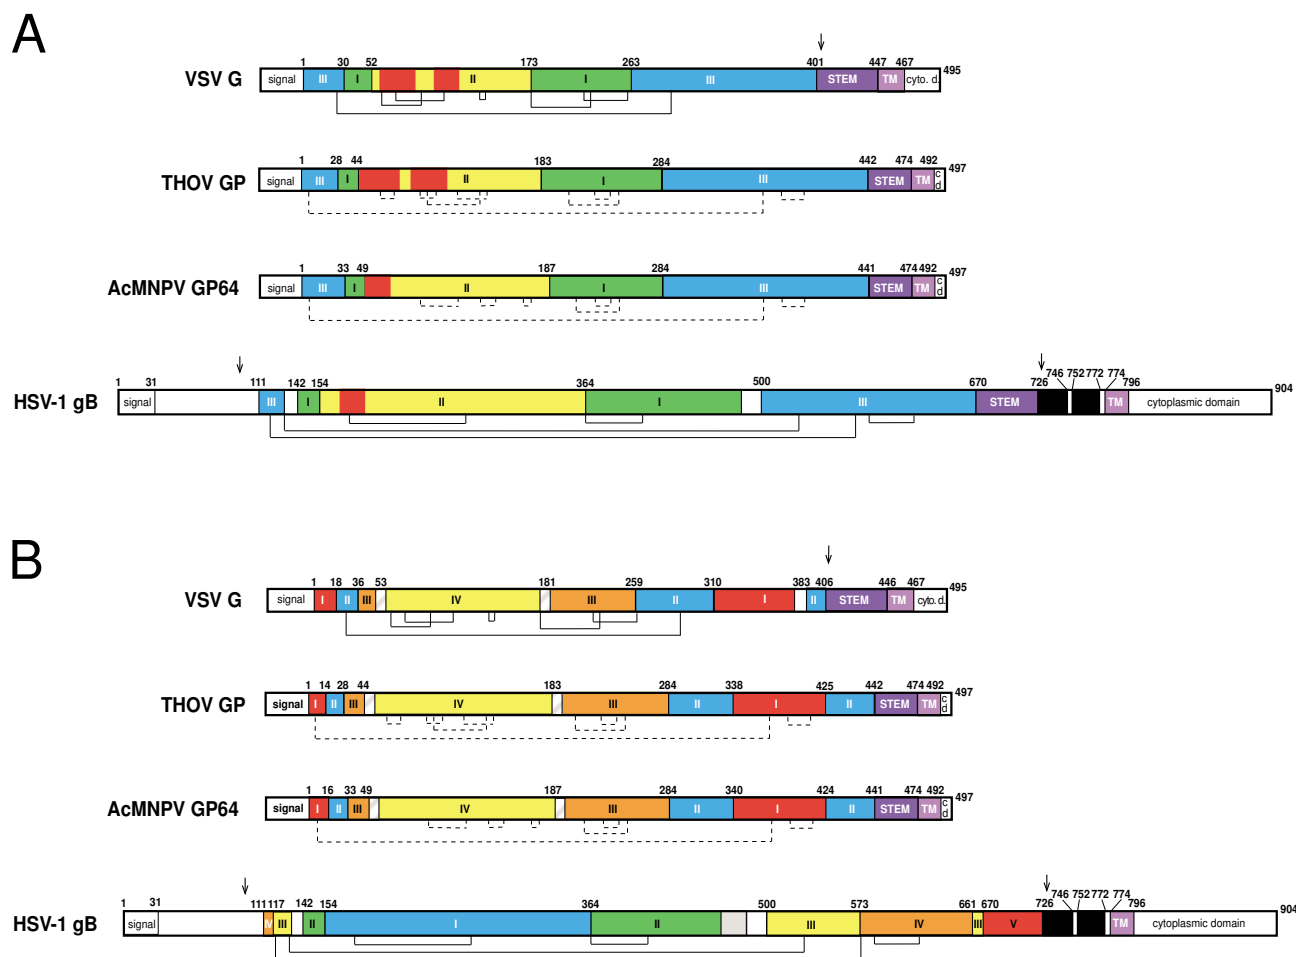 A
1 30 52 173 263 401 447 467 495
VSV G signal III I II I III STEM TM cyto. d.
1 28 44 183 284 442 474 492 497
THOV GP signal III I II I III STEM TM c d
1 33 49 187 284 441 474 492 497
AcMNPV GP64 signal III I II I III STEM TM c d
1 31 111 142 154 364 500 670 726 746 752 772 774 796 904
HSV-1 gB signal III I II I III STEM TM cytoplasmic domain
B
1 18 36 53 181 259 310 383 406 446 467 495
VSV G signal I II III IV III II I II STEM TM cyto. d.
1 14 28 44 183 284 338 425 442 474 492 497
THOV GP signal I II III IV III II I II STEM TM c d
1 16 33 49 187 284 340 424 441 474 492 497
AcMNPV GP64 signal I II III IV III II I II STEM TM c d
1 31 111 117 142 154 364 500 573 661 670 726 746 752 772 774 796 904
HSV-1 gB signal IV III II I II III IV III V TM cytoplasmic domain